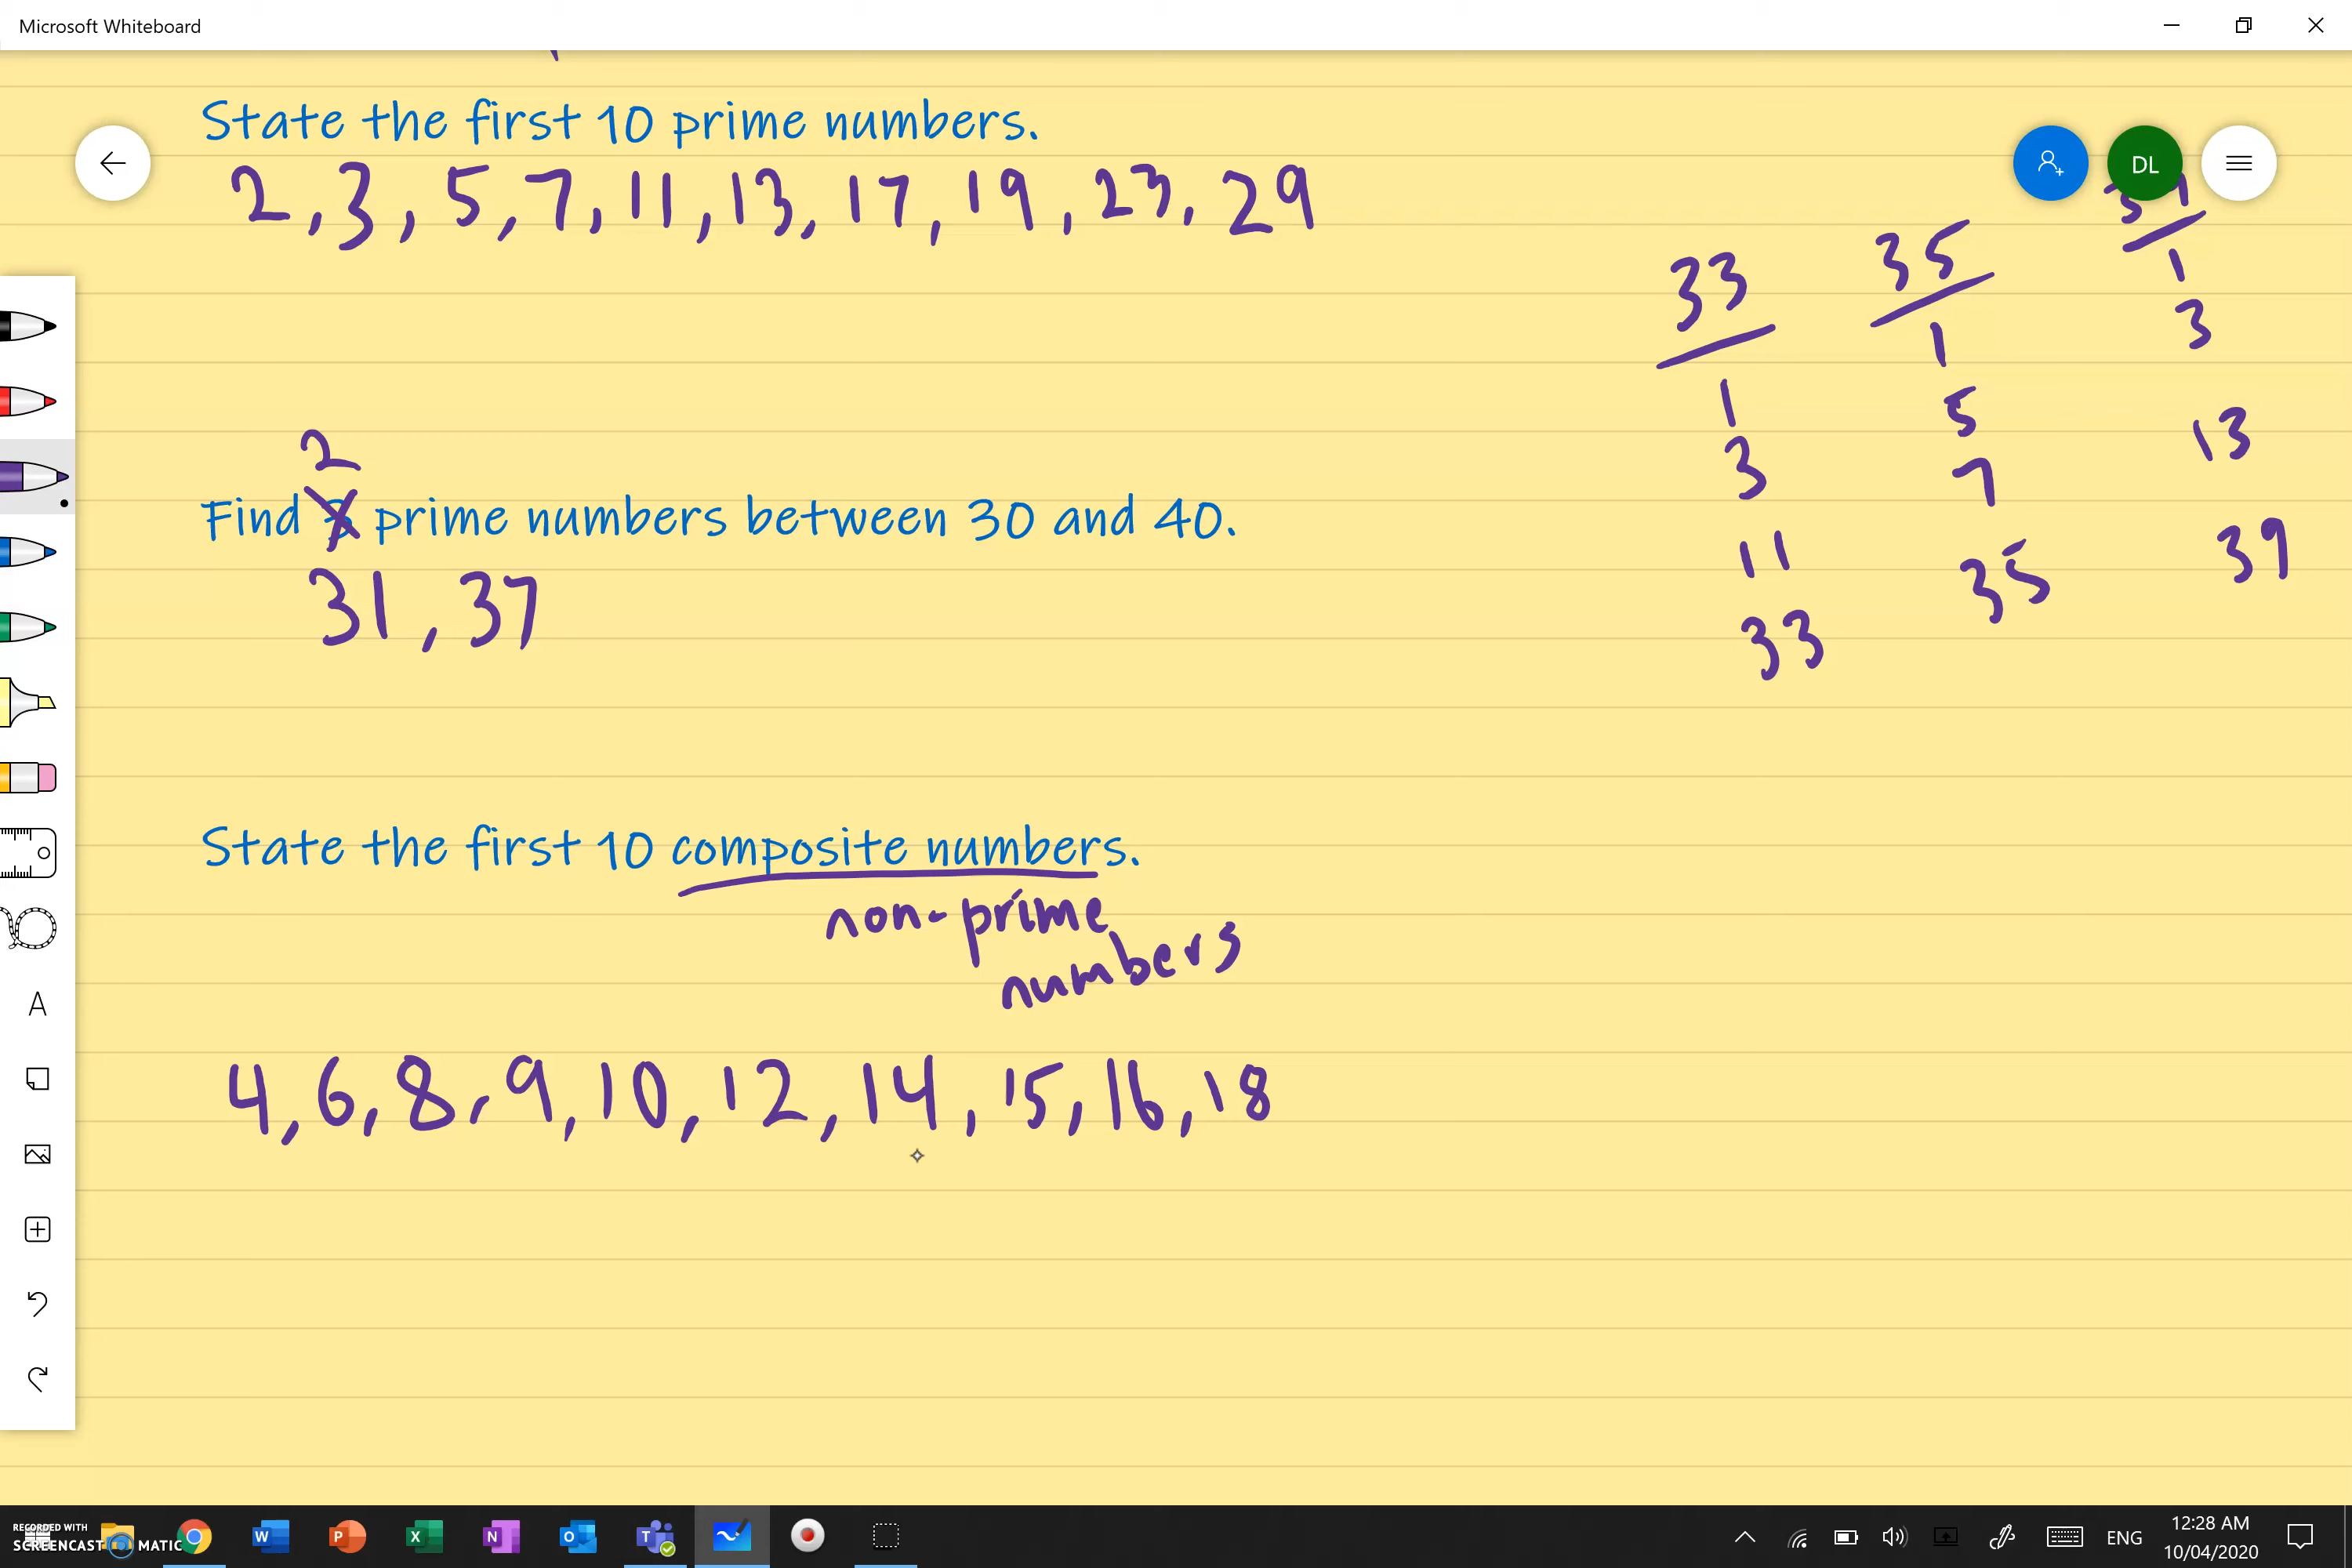 Microsoft Whiteboard
State the first 10 prime numbers.
2, 3, 5, 7, 11, 13, 17, 19, 23, 29
DL
33
1
3
11
33
35
1
5
7
35
1
3
13
39
2
Find prime numbers between 30 and 40.
31, 37
State the first 10 composite numbers.
non-prime
numbers
4, 6, 8, 9, 10, 12, 14, 15, 16, 18
A
RECORDED WITH
SCREENCAST MATIC
W
P
X
N
O
T
ENG
12:28 AM
10/04/2020